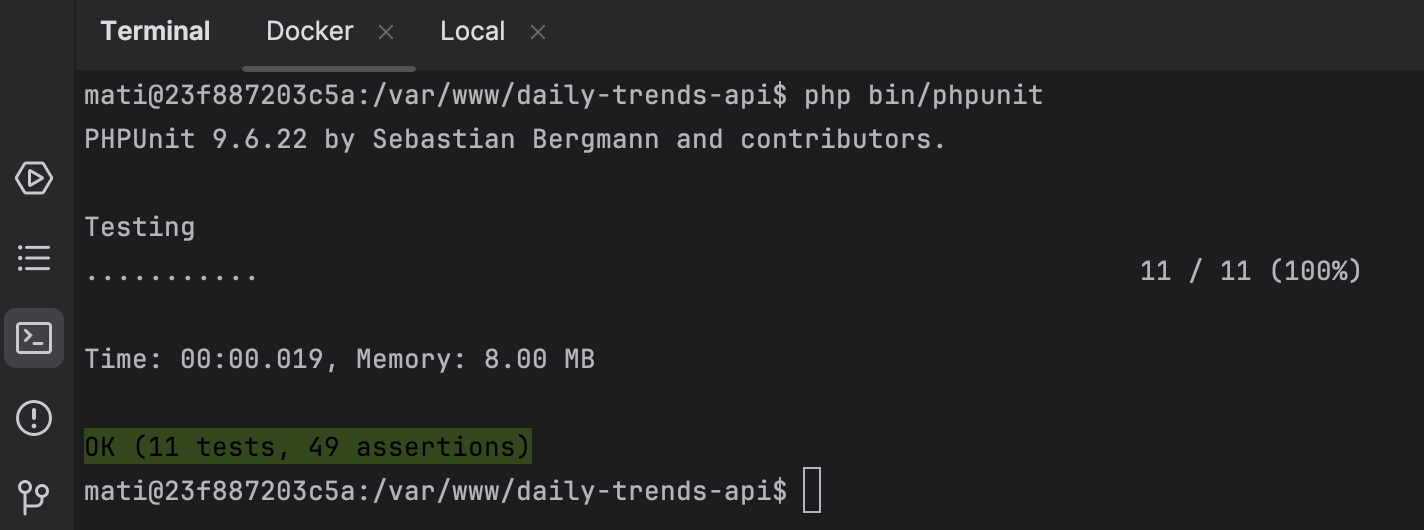 Terminal Docker Local
mati@23f887203c5a:/var/www/daily-trends-api$ php bin/phpunit
PHPUnit 9.6.22 by Sebastian Bergmann and contributors.
Testing
........... 11 / 11 (100%)
Time: 00:00.019, Memory: 8.00 MB
OK (11 tests, 49 assertions)
mati@23f887203c5a:/var/www/daily-trends-api$